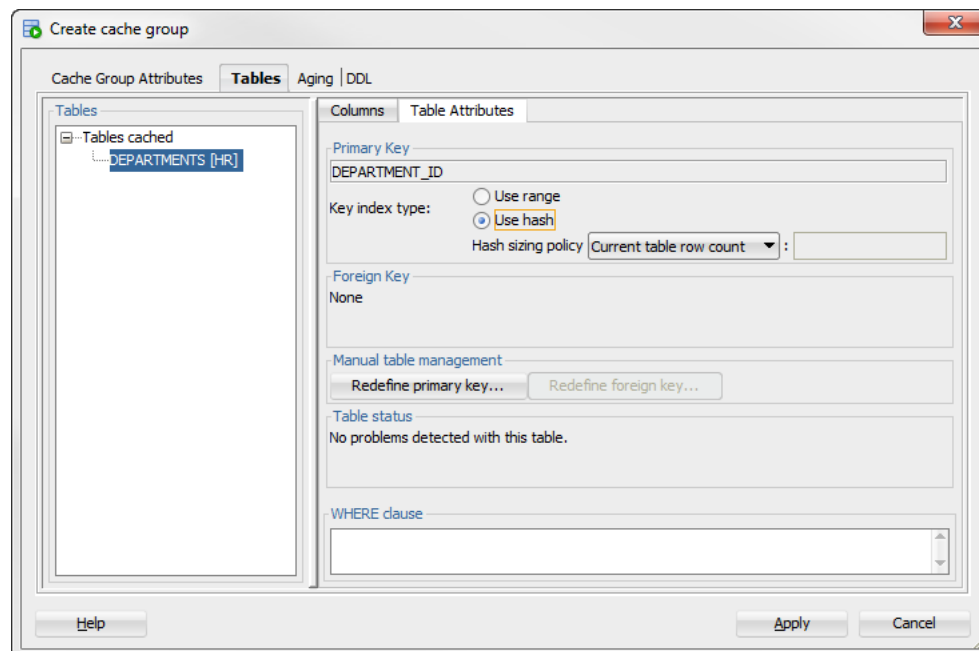 Create cache group
Cache Group Attributes Tables Aging DDL
Tables
Tables cached
DEPARTMENTS [HR]
Columns Table Attributes
Primary Key
DEPARTMENT_ID
Key index type:
Use range
Use hash
Hash sizing policy Current table row count :
Foreign Key
None
Manual table management
Redefine primary key... Redefine foreign key...
Table status
No problems detected with this table.
WHERE clause
Help Apply Cancel